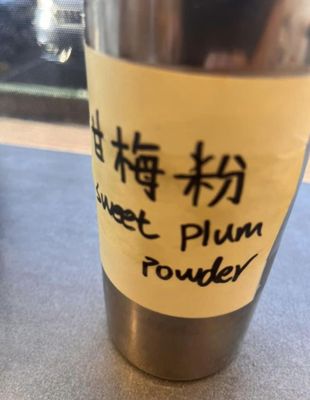 甘梅粉
sweet Plum
Powder